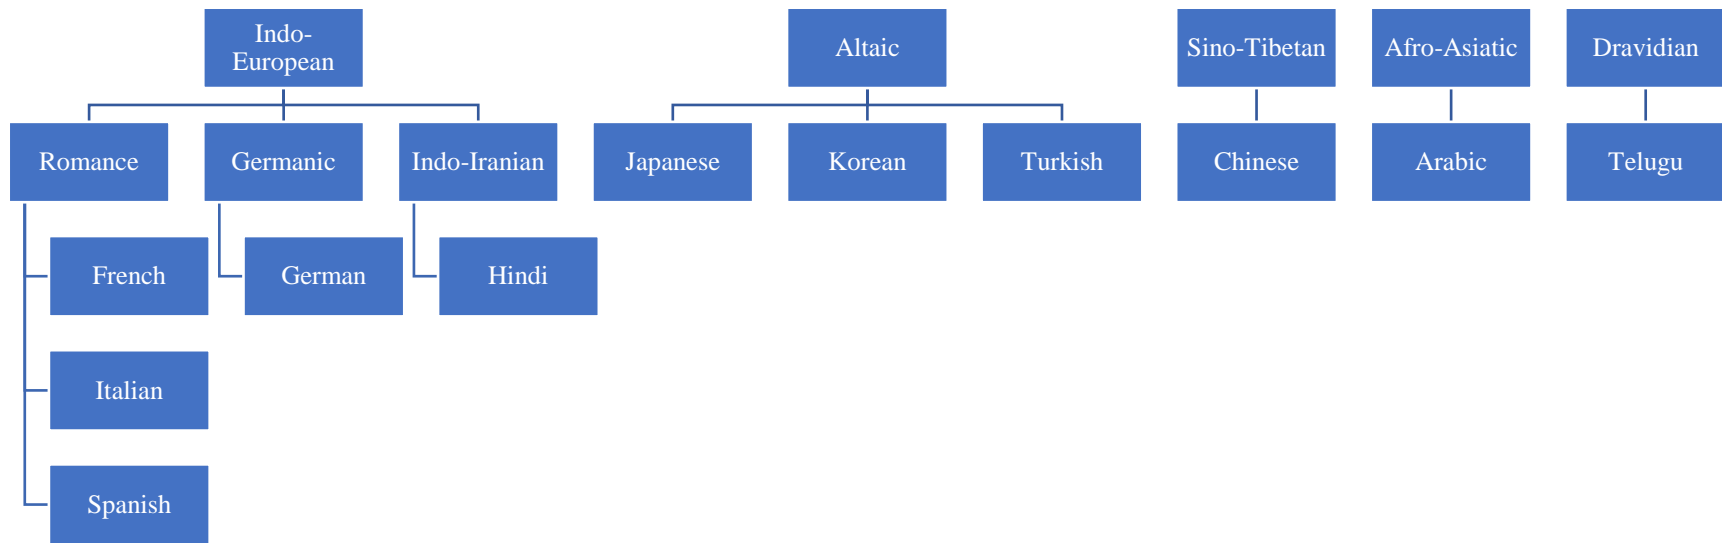 Indo-
European
Altaic
Sino-Tibetan
Afro-Asiatic
Dravidian
Romance
Germanic
Indo-Iranian
Japanese
Korean
Turkish
Chinese
Arabic
Telugu
French
German
Hindi
Italian
Spanish